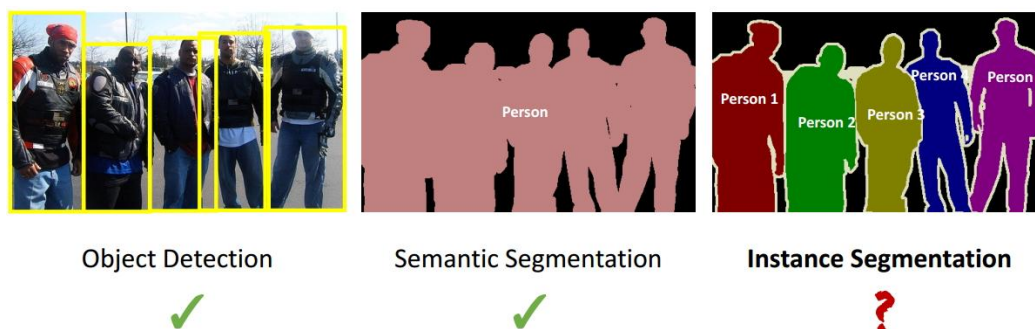 Person
Person 1
Person 2
Person 3
Person
Person
Object Detection
Semantic Segmentation
Instance Segmentation
?